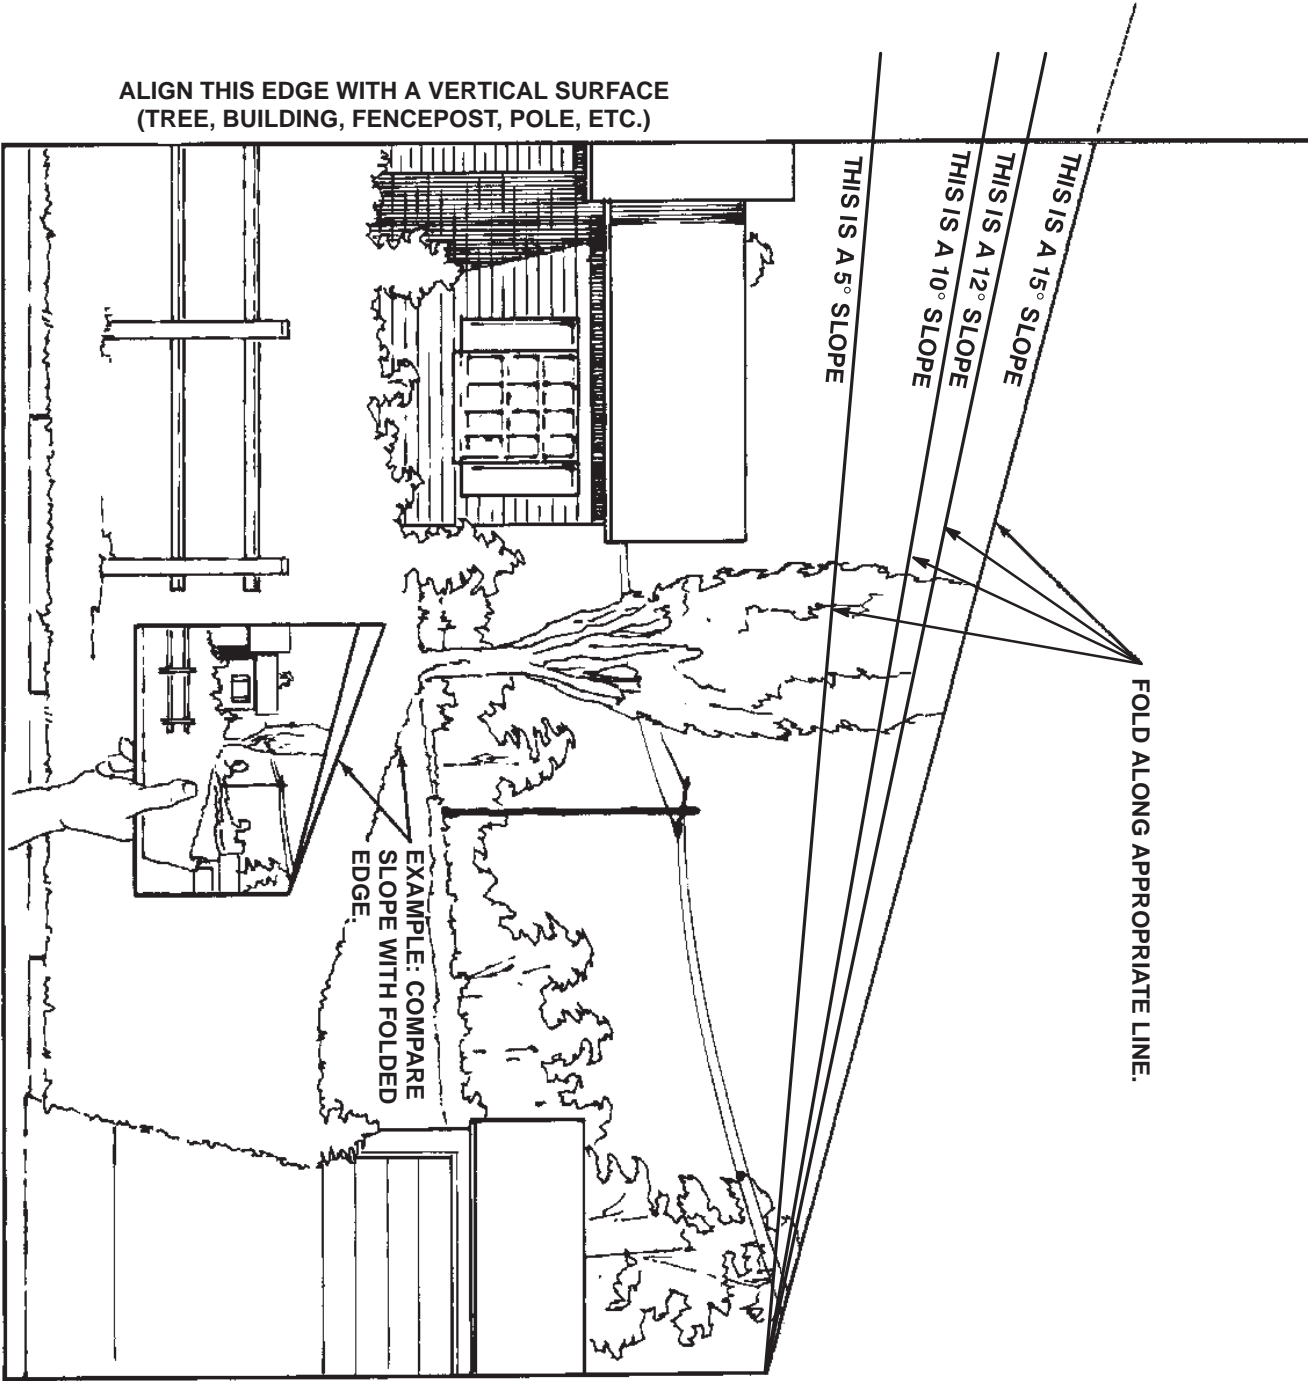 ALIGN THIS EDGE WITH A VERTICAL SURFACE
(TREE, BUILDING, FENCEPOST, POLE, ETC.)
THIS IS A 5° SLOPE
THIS IS A 10° SLOPE
THIS IS A 12° SLOPE
THIS IS A 15° SLOPE
FOLD ALONG APPROPRIATE LINE.
EXAMPLE: COMPARE
SLOPE WITH FOLDED
EDGE.